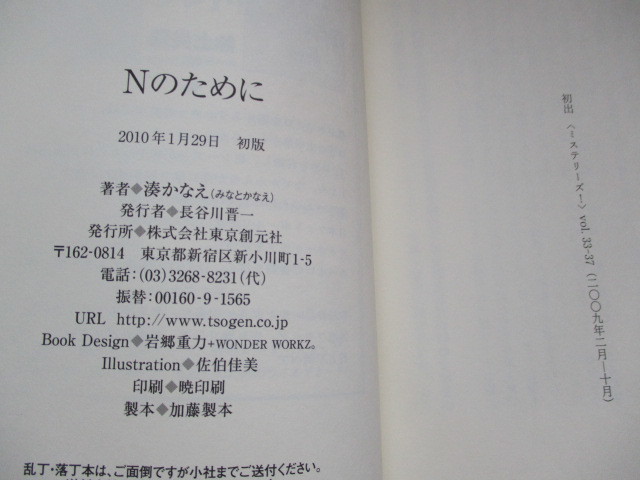 初出 〈ミステリーズ!〉 vol. 33-37 (二〇〇九年二月―十月)
Nのために
2010年1月29日 初版
著者◆湊かなえ(みなとかなえ)
発行者◆長谷川晋一
発行所◆株式会社東京創元社
〒162-0814 東京都新宿区新小川町1-5
電話:(03)3268-8231(代)
振替:00160-9-1565
URL http://www.tsogen.co.jp
Book Design◆岩郷重力+WONDER WORKZ。
Illustration◆佐伯佳美
印刷◆暁印刷
製本◆加藤製本
乱丁・落丁本は、ご面倒ですが小社までご送付ください。